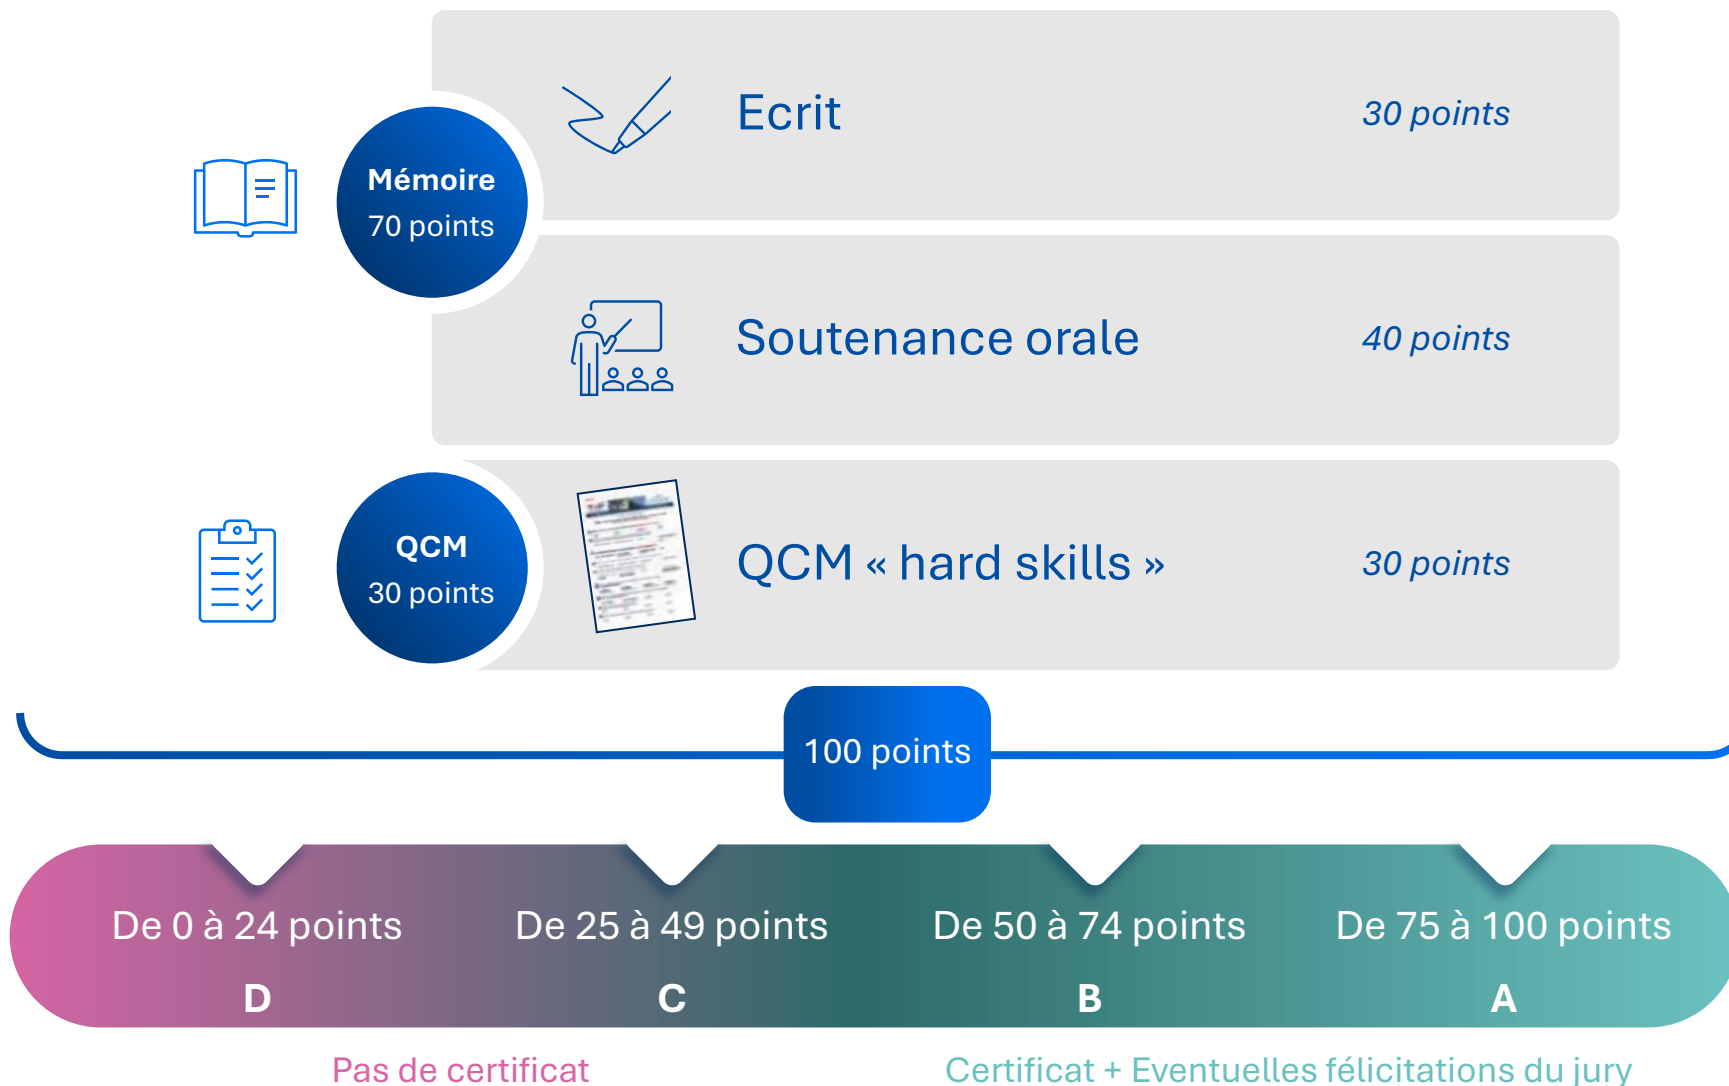 Ecrit
30 points
Mémoire
70 points
Soutenance orale
40 points
QCM
30 points
QCM « hard skills »
30 points
100 points
De 0 à 24 points
D
De 25 à 49 points
C
De 50 à 74 points
B
De 75 à 100 points
A
Pas de certificat
Certificat + Eventuelles félicitations du jury